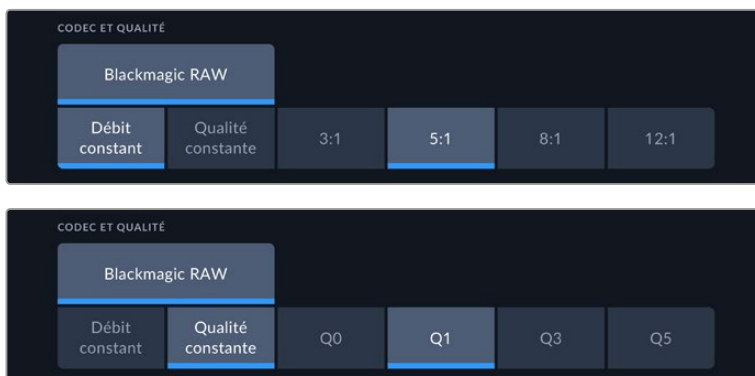 CODEC ET QUALITÉ
Blackmagic RAW
Débit constant
Qualité constante
3:1
5:1
8:1
12:1
CODEC ET QUALITÉ
Blackmagic RAW
Débit constant
Qualité constante
Q0
Q1
Q3
Q5